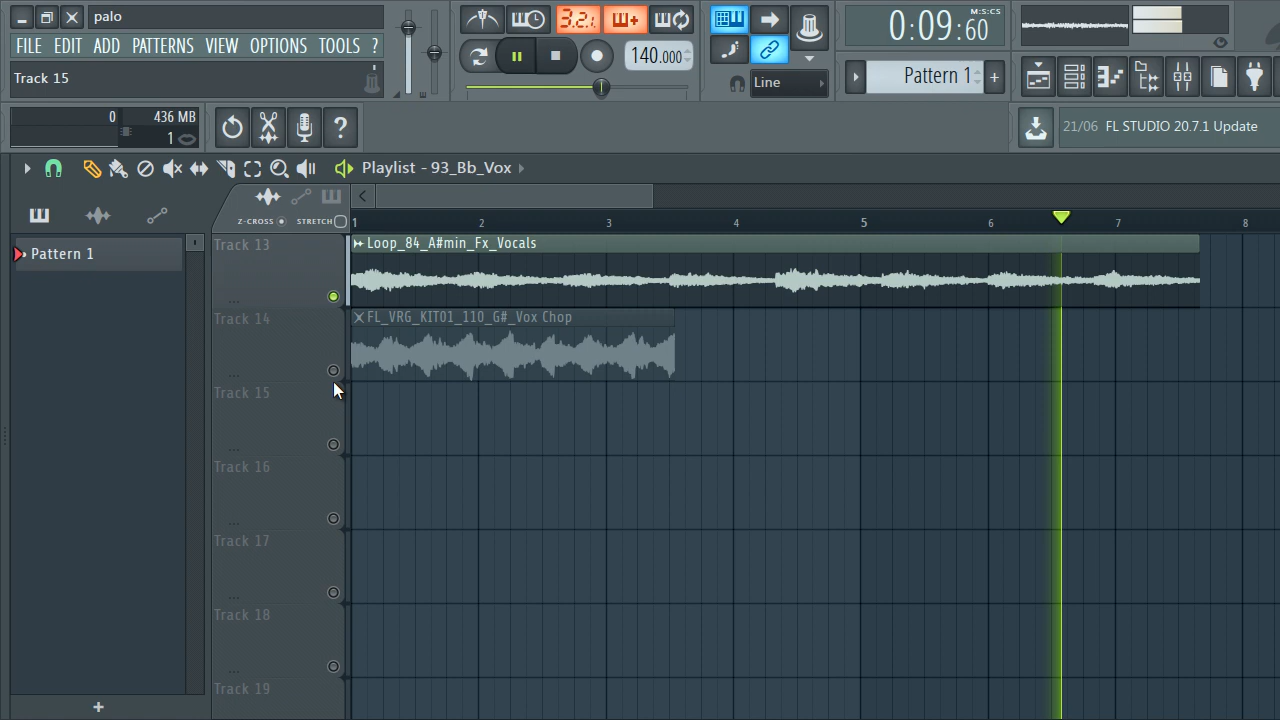 palo
FILE EDIT ADD PATTERNS VIEW OPTIONS TOOLS ?
Track 15
3.2.
140.000
Line
0:09:60
M:S:CS
Pattern 1
+
0
436 MB
1
?
21/06 FL STUDIO 20.7.1 Update
Playlist - 93_Bb_Vox
Z-CROSS
STRETCH
1 2 3 4 5 6 7 8
Pattern 1
Track 13
Loop_84_A#min_Fx_Vocals
...
Track 14
FL_VRG_KIT01_110_G#_Vox Chop
...
Track 15
...
Track 16
...
Track 17
...
Track 18
...
Track 19
+